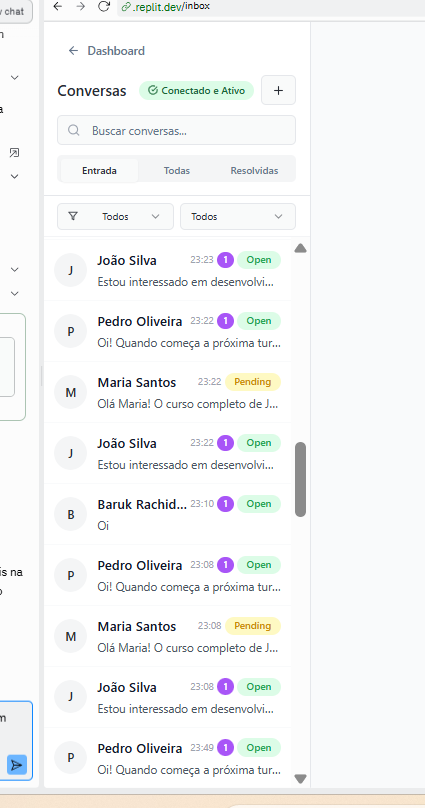 chat
.replit.dev/inbox
Dashboard
Conversas
Conectado e Ativo
+
Buscar conversas...
Entrada Todas Resolvidas
Todos Todos
J João Silva 23:23 1 Open
Estou interessado em desenvolvi...
P Pedro Oliveira 23:22 1 Open
Oi! Quando começa a próxima tur...
M Maria Santos 23:22 Pending
Olá Maria! O curso completo de J...
J João Silva 23:22 1 Open
Estou interessado em desenvolvi...
B Baruk Rachid... 23:10 1 Open
Oi
P Pedro Oliveira 23:08 1 Open
Oi! Quando começa a próxima tur...
M Maria Santos 23:08 Pending
Olá Maria! O curso completo de J...
J João Silva 23:08 1 Open
Estou interessado em desenvolvi...
P Pedro Oliveira 23:49 1 Open
Oi! Quando começa a próxima tur...